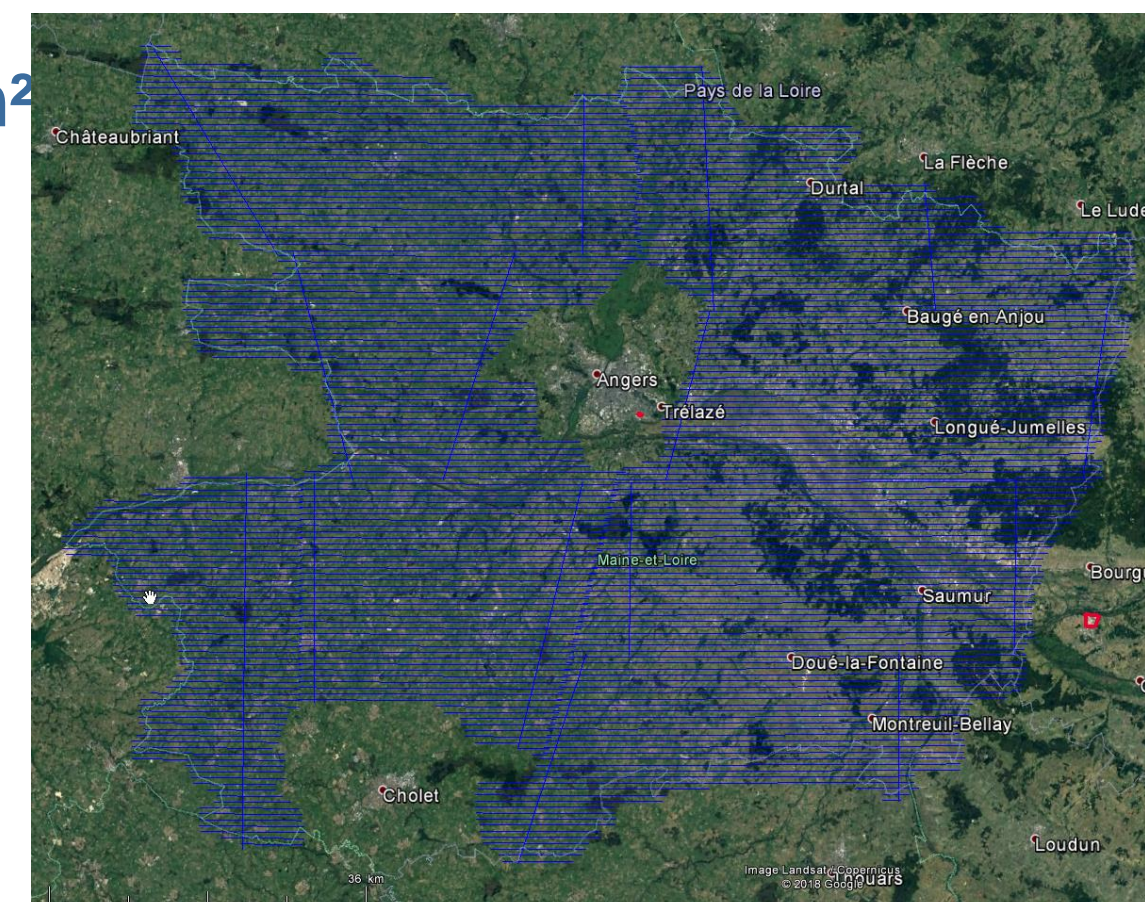 Pays de la Loire
Châteaubriant
La Flèche
Durtal
Le Lude
Baugé en Anjou
Angers
Trélazé
Longué-Jumelles
Maine-et-Loire
Bourgu
Saumur
Doué-la-Fontaine
Montreuil-Bellay
Cholet
Loudun
36 km
Image Landsat / Copernicus
© 2018 Google
Thouars